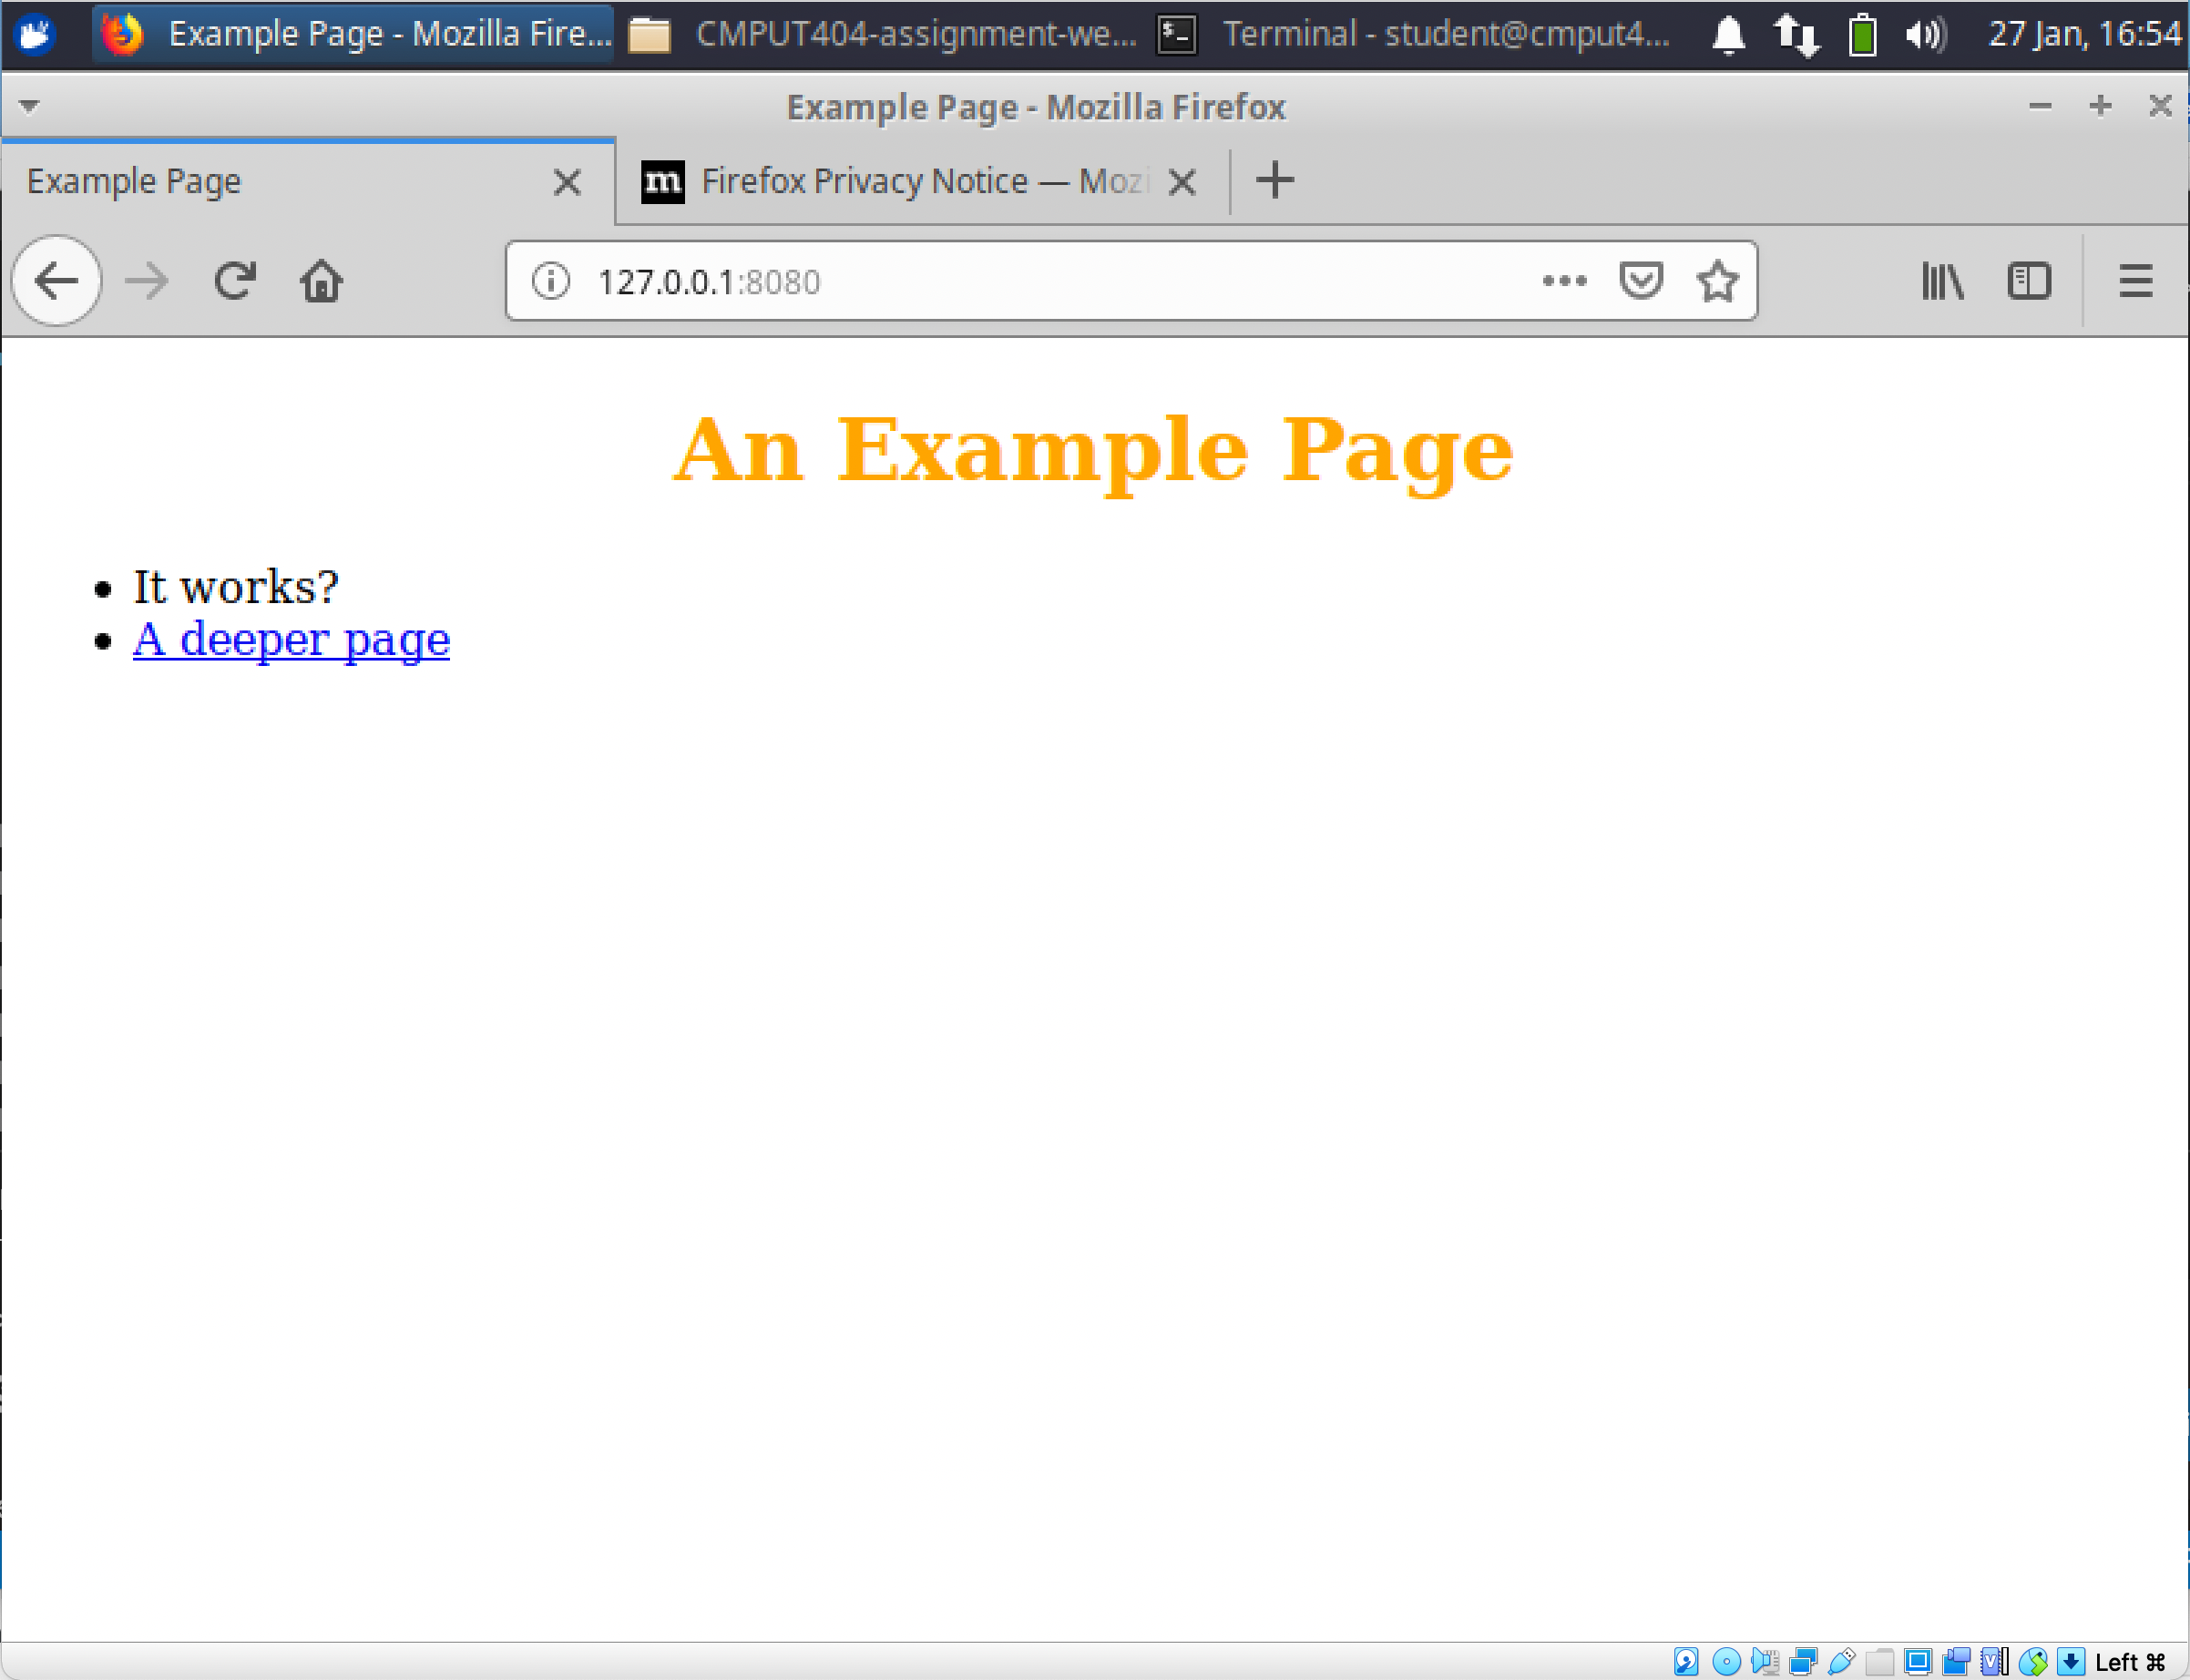 Example Page - Mozilla Fire... CMPUT404-assignment-we... Terminal - student@cmput4... 27 Jan, 16:54
Example Page - Mozilla Firefox
Example Page m Firefox Privacy Notice — Mozi
127.0.0.1:8080
An Example Page
• It works?
• A deeper page
Left ⌘